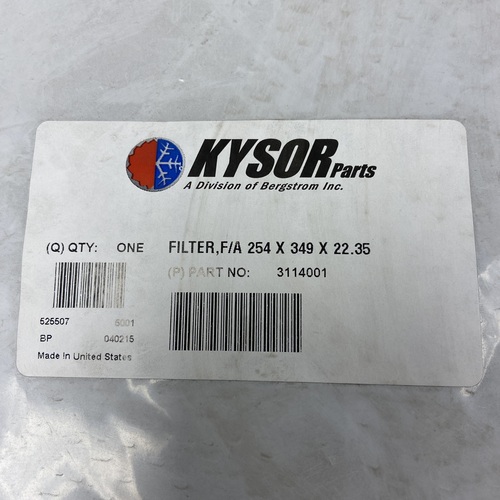 KYSOR Parts
A Division of Bergstrom Inc.
(Q) QTY: ONE FILTER,F/A 254 X 349 X 22.35
(P) PART NO: 3114001
525507 6001
BP 040215
Made In United States